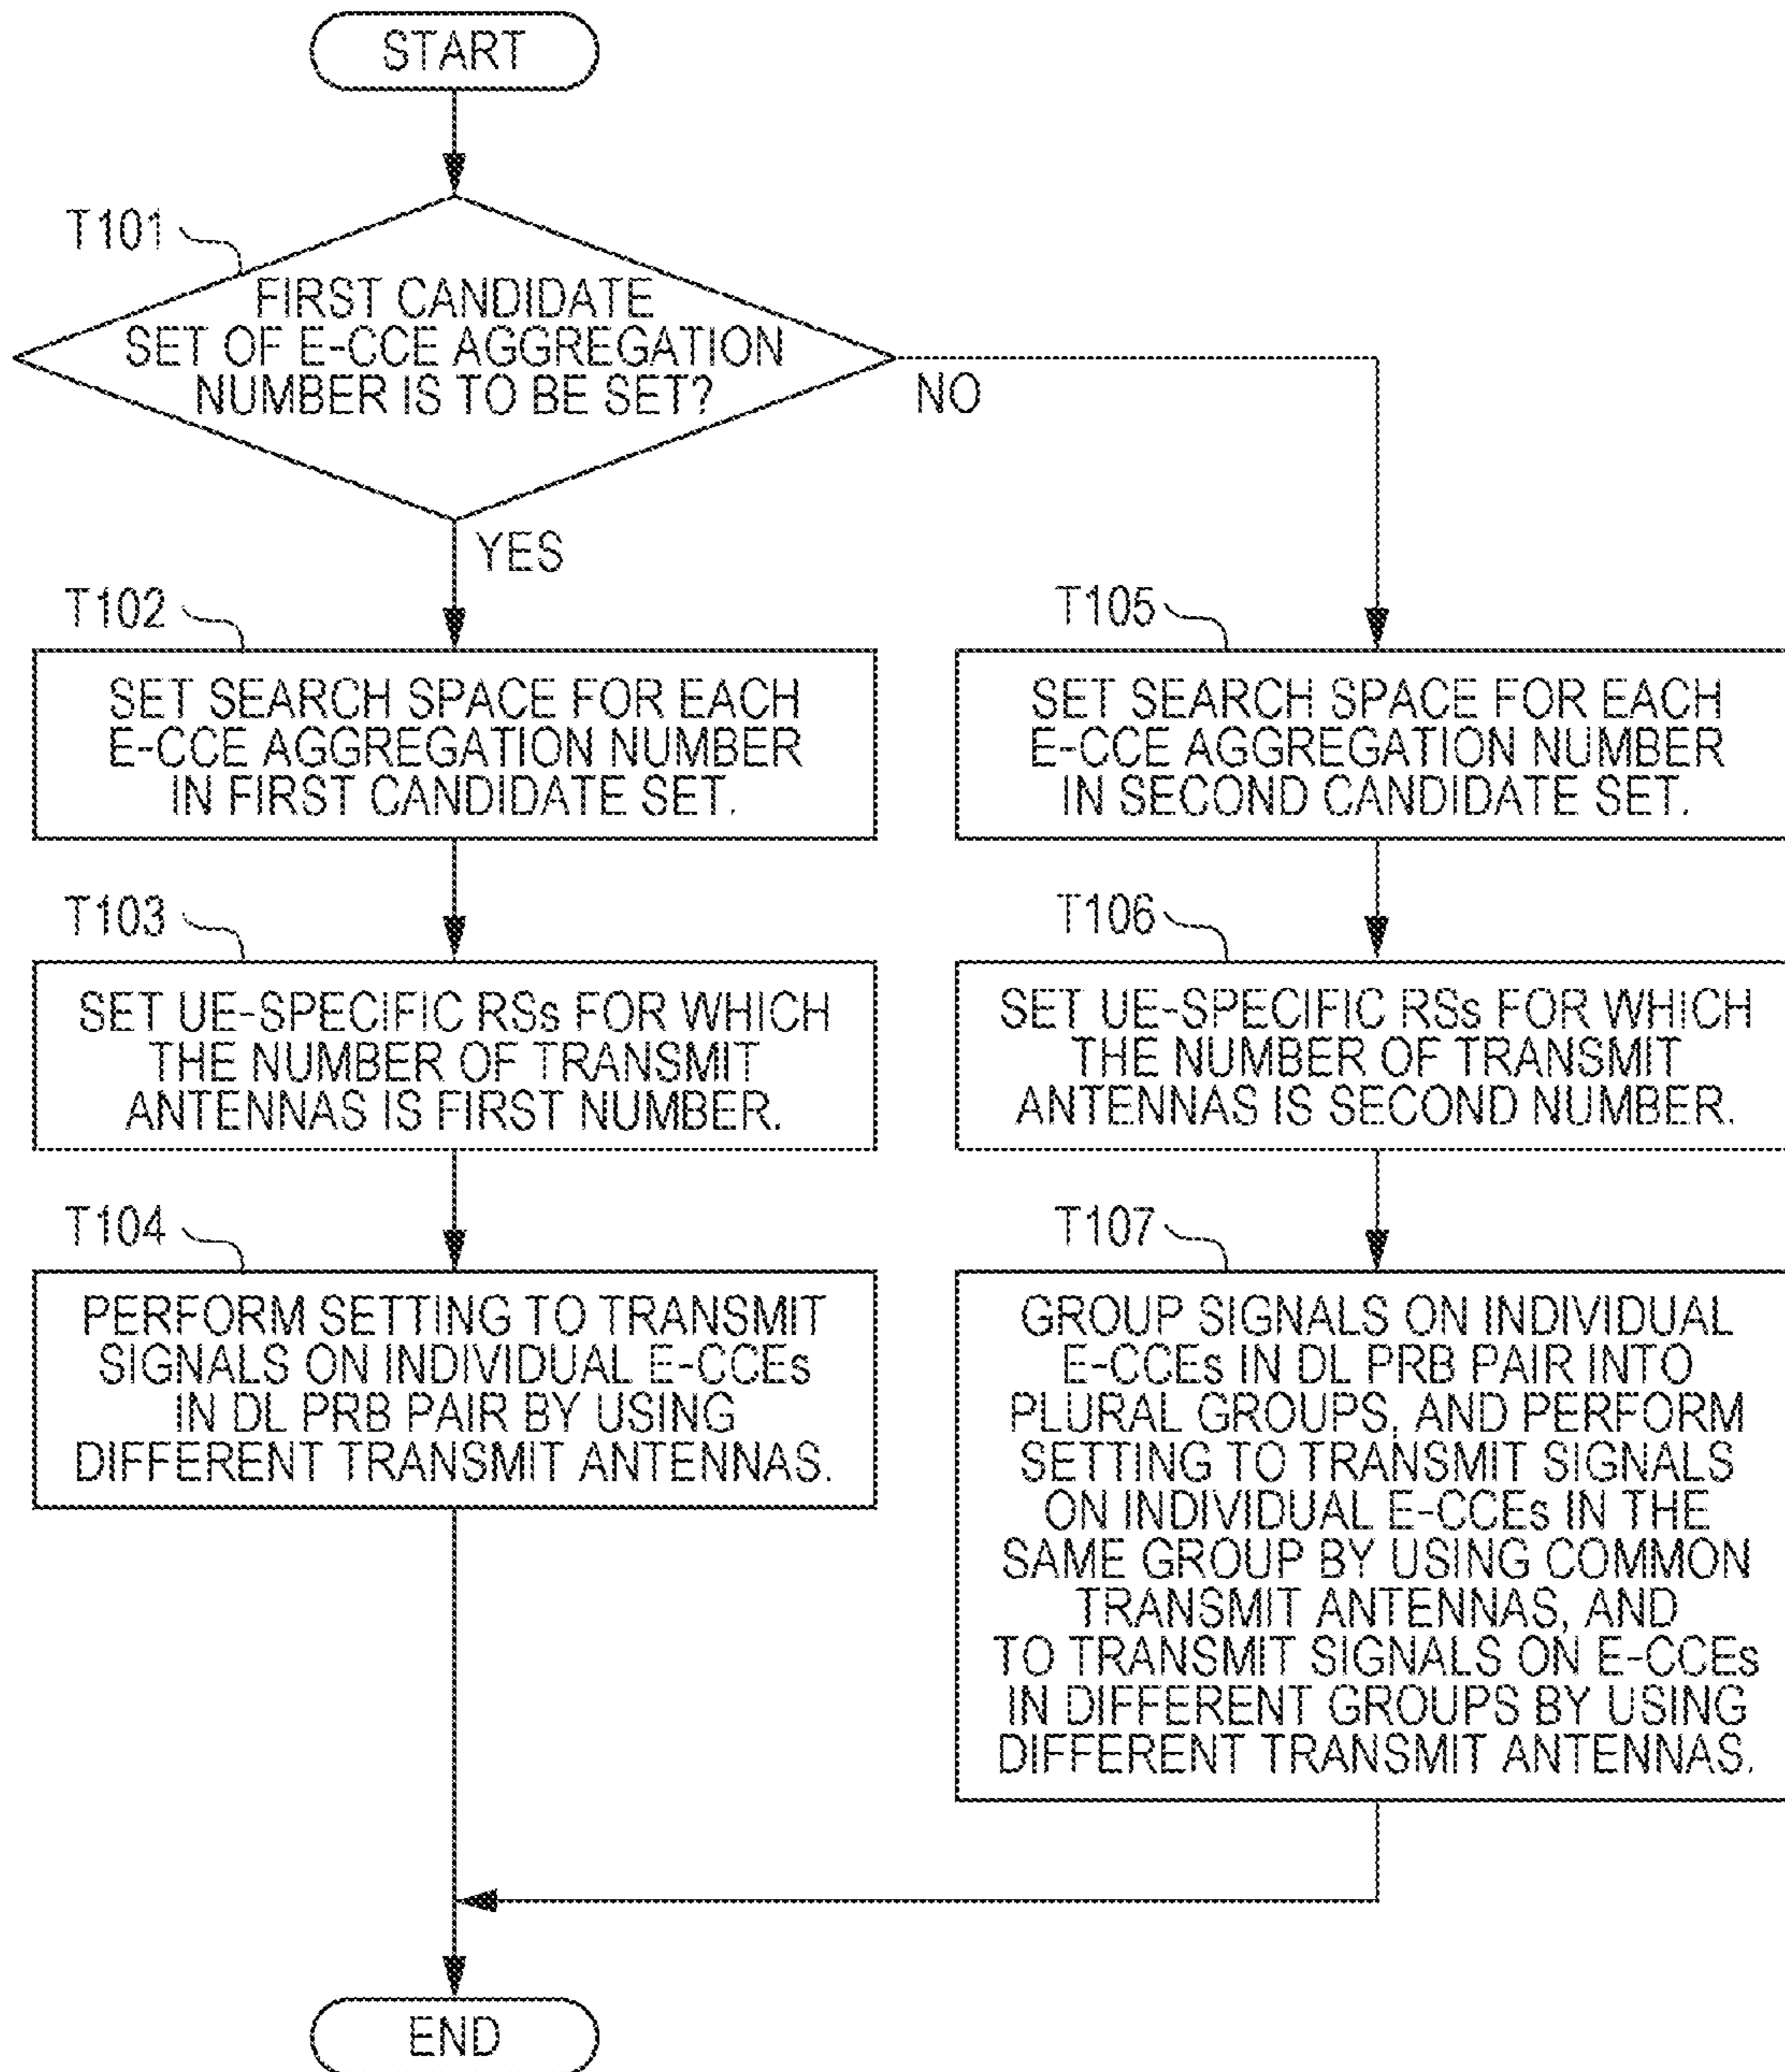 START
T101
FIRST CANDIDATE
SET OF E-CCE AGGREGATION
NUMBER IS TO BE SET?
NO
YES
T102
SET SEARCH SPACE FOR EACH
E-CCE AGGREGATION NUMBER
IN FIRST CANDIDATE SET.
T103
SET UE-SPECIFIC RSs FOR WHICH
THE NUMBER OF TRANSMIT
ANTENNAS IS FIRST NUMBER.
T104
PERFORM SETTING TO TRANSMIT
SIGNALS ON INDIVIDUAL E-CCEs
IN DL PRB PAIR BY USING
DIFFERENT TRANSMIT ANTENNAS.
T105
SET SEARCH SPACE FOR EACH
E-CCE AGGREGATION NUMBER
IN SECOND CANDIDATE SET.
T106
SET UE-SPECIFIC RSs FOR WHICH
THE NUMBER OF TRANSMIT
ANTENNAS IS SECOND NUMBER.
T107
GROUP SIGNALS ON INDIVIDUAL
E-CCEs IN DL PRB PAIR INTO
PLURAL GROUPS, AND PERFORM
SETTING TO TRANSMIT SIGNALS
ON INDIVIDUAL E-CCEs IN THE
SAME GROUP BY USING COMMON
TRANSMIT ANTENNAS, AND
TO TRANSMIT SIGNALS ON E-CCEs
IN DIFFERENT GROUPS BY USING
DIFFERENT TRANSMIT ANTENNAS.
END